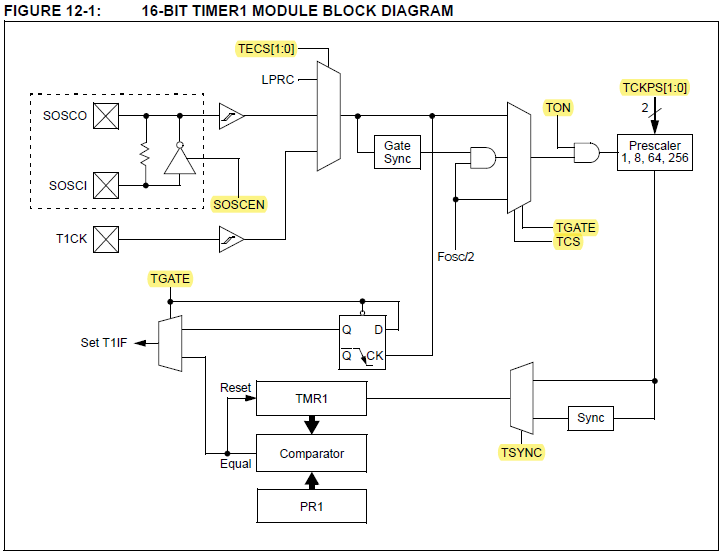 FIGURE 12-1: 16-BIT TIMER1 MODULE BLOCK DIAGRAM
TECS[1:0]
LPRC
TCKPS[1:0]
2
TON
SOSCO
Gate
Sync
Prescaler
1, 8, 64, 256
SOSCI
SOSCEN
T1CK
TGATE
TCS
FOSC/2
TGATE
Q D
Set T1IF
Q CK
Reset
TMR1
Sync
Equal
Comparator
TSYNC
PR1